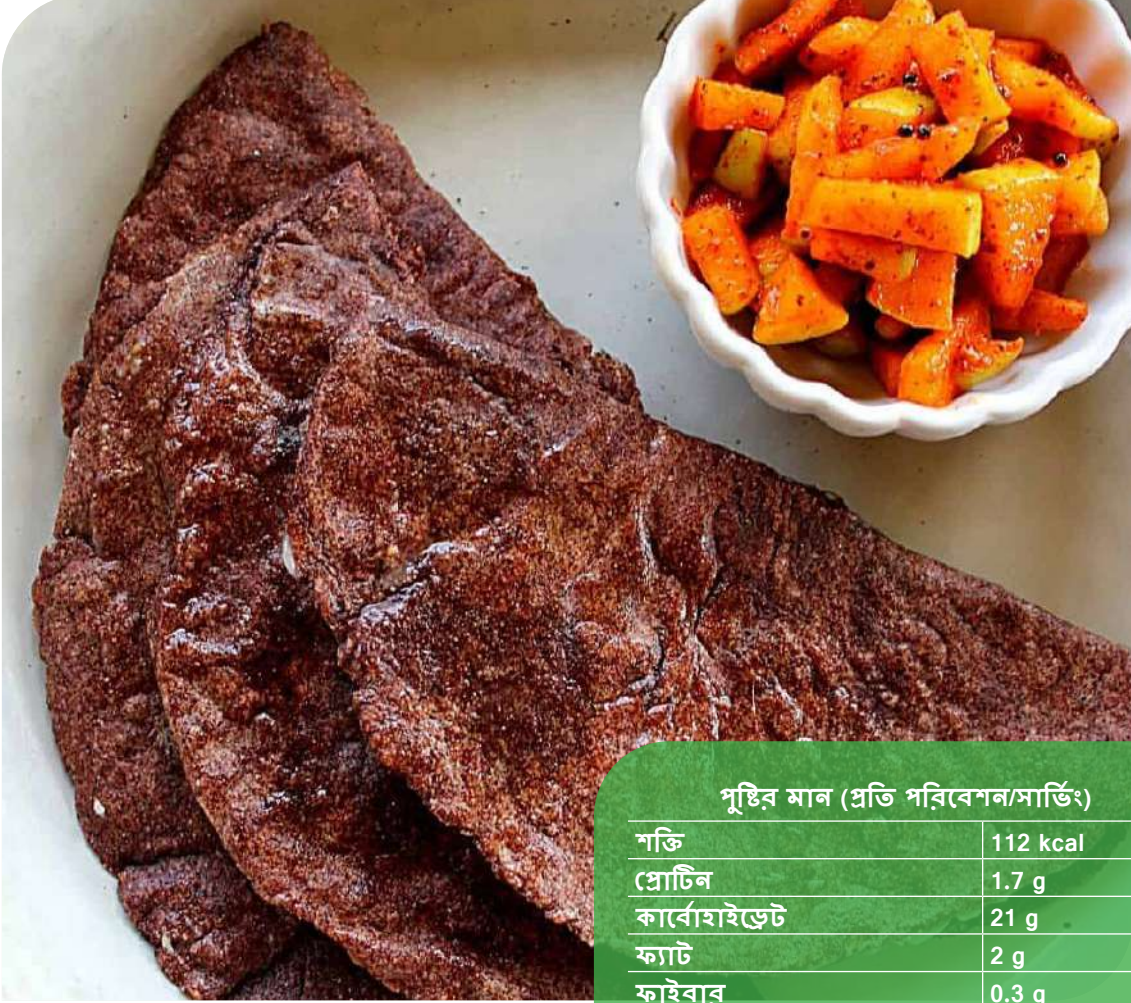 পুষ্টির মান (প্রতি পরিবেশন/সার্ভিং)
শক্তি 112 kcal
প্রোটিন 1.7 g
কার্বোহাইড্রেট 21 g
ফ্যাট 2 g
ফাইবার 0.3 g